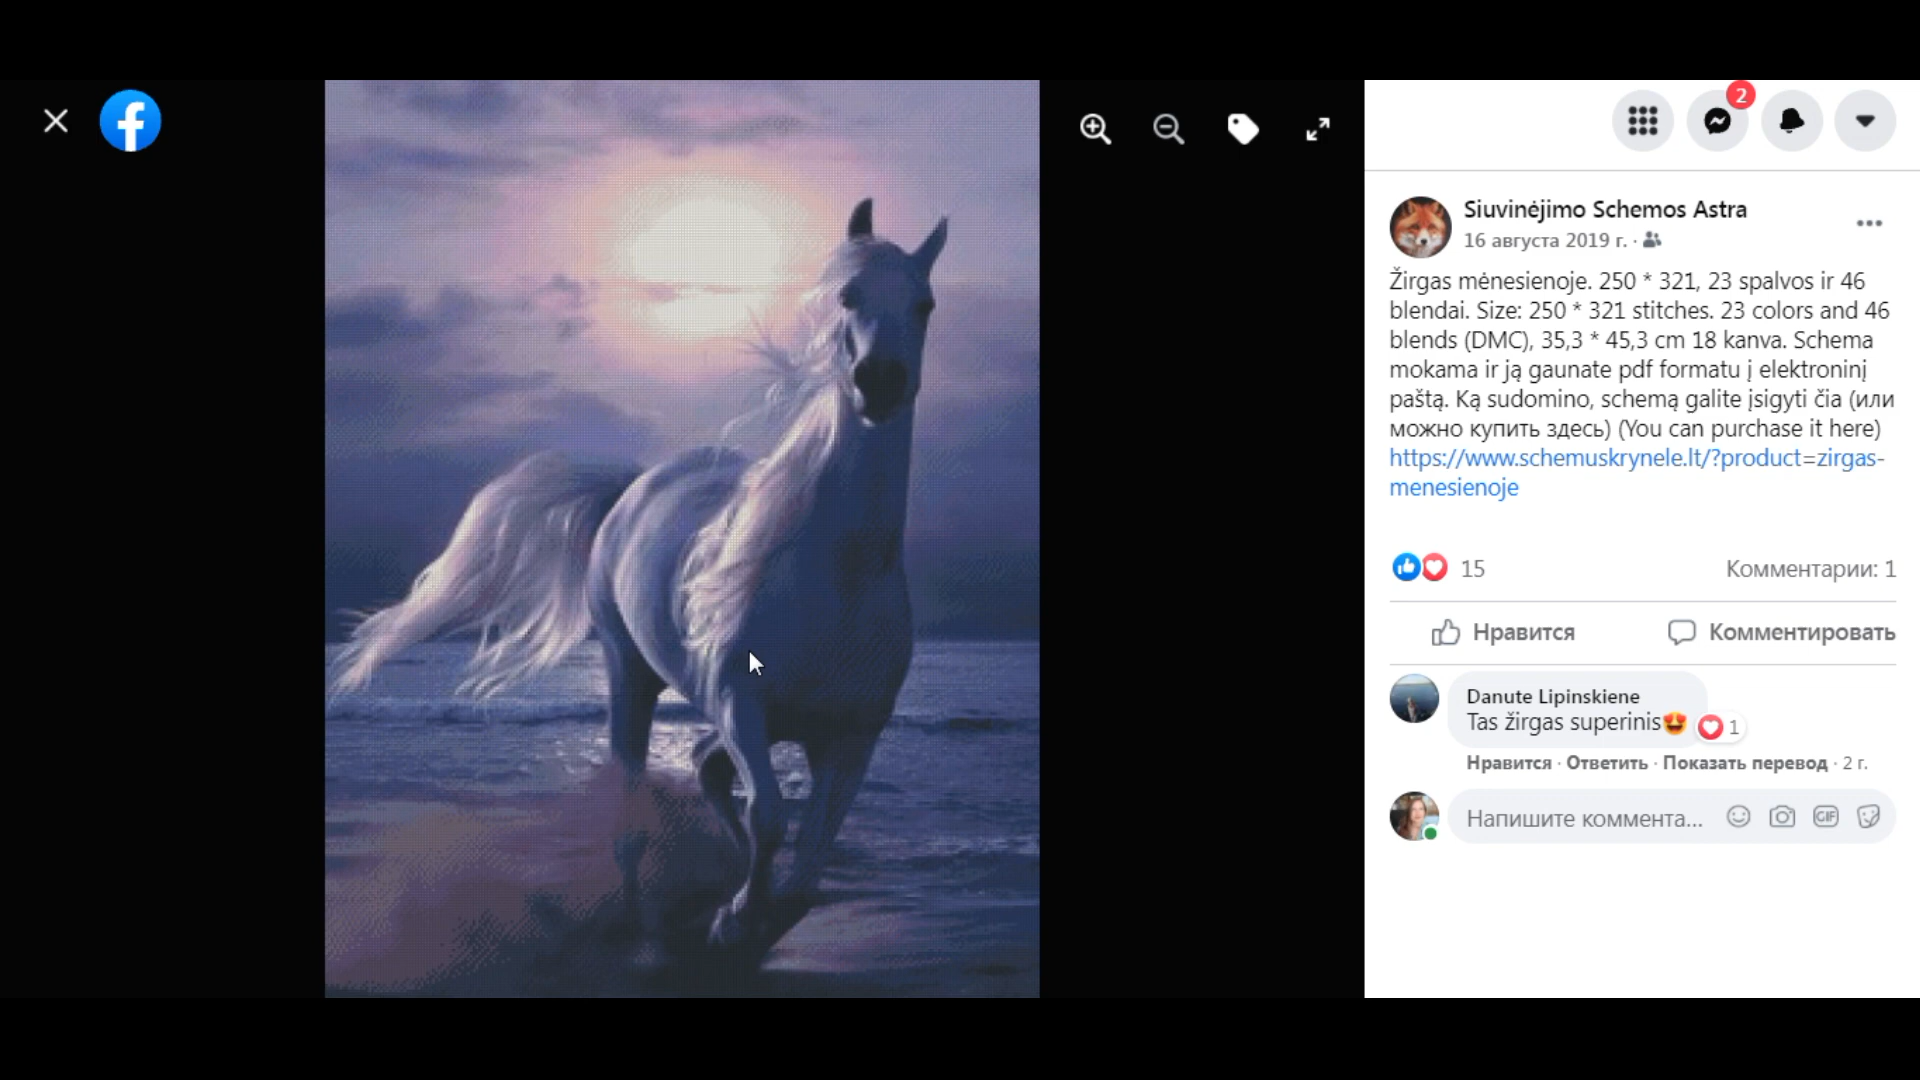 2
Siuvinėjimo Schemos Astra
16 августа 2019 г. ·
Žirgas mėnesienoje. 250 * 321, 23 spalvos ir 46
blendai. Size: 250 * 321 stitches. 23 colors and 46
blends (DMC), 35,3 * 45,3 cm 18 kanva. Schema
mokama ir ją gaunate pdf formatu į elektroninį
paštą. Ką sudomino, schemą galite įsigyti čia (или
можно купить здесь) (You can purchase it here)
https://www.schemuskrynele.lt/?product=zirgas-
menesienoje
15 Комментарии: 1
Нравится Комментировать
Danute Lipinskiene
Tas žirgas superinis😍 1
Нравится · Ответить · Показать перевод · 2 г.
Напишите коммента... GIF